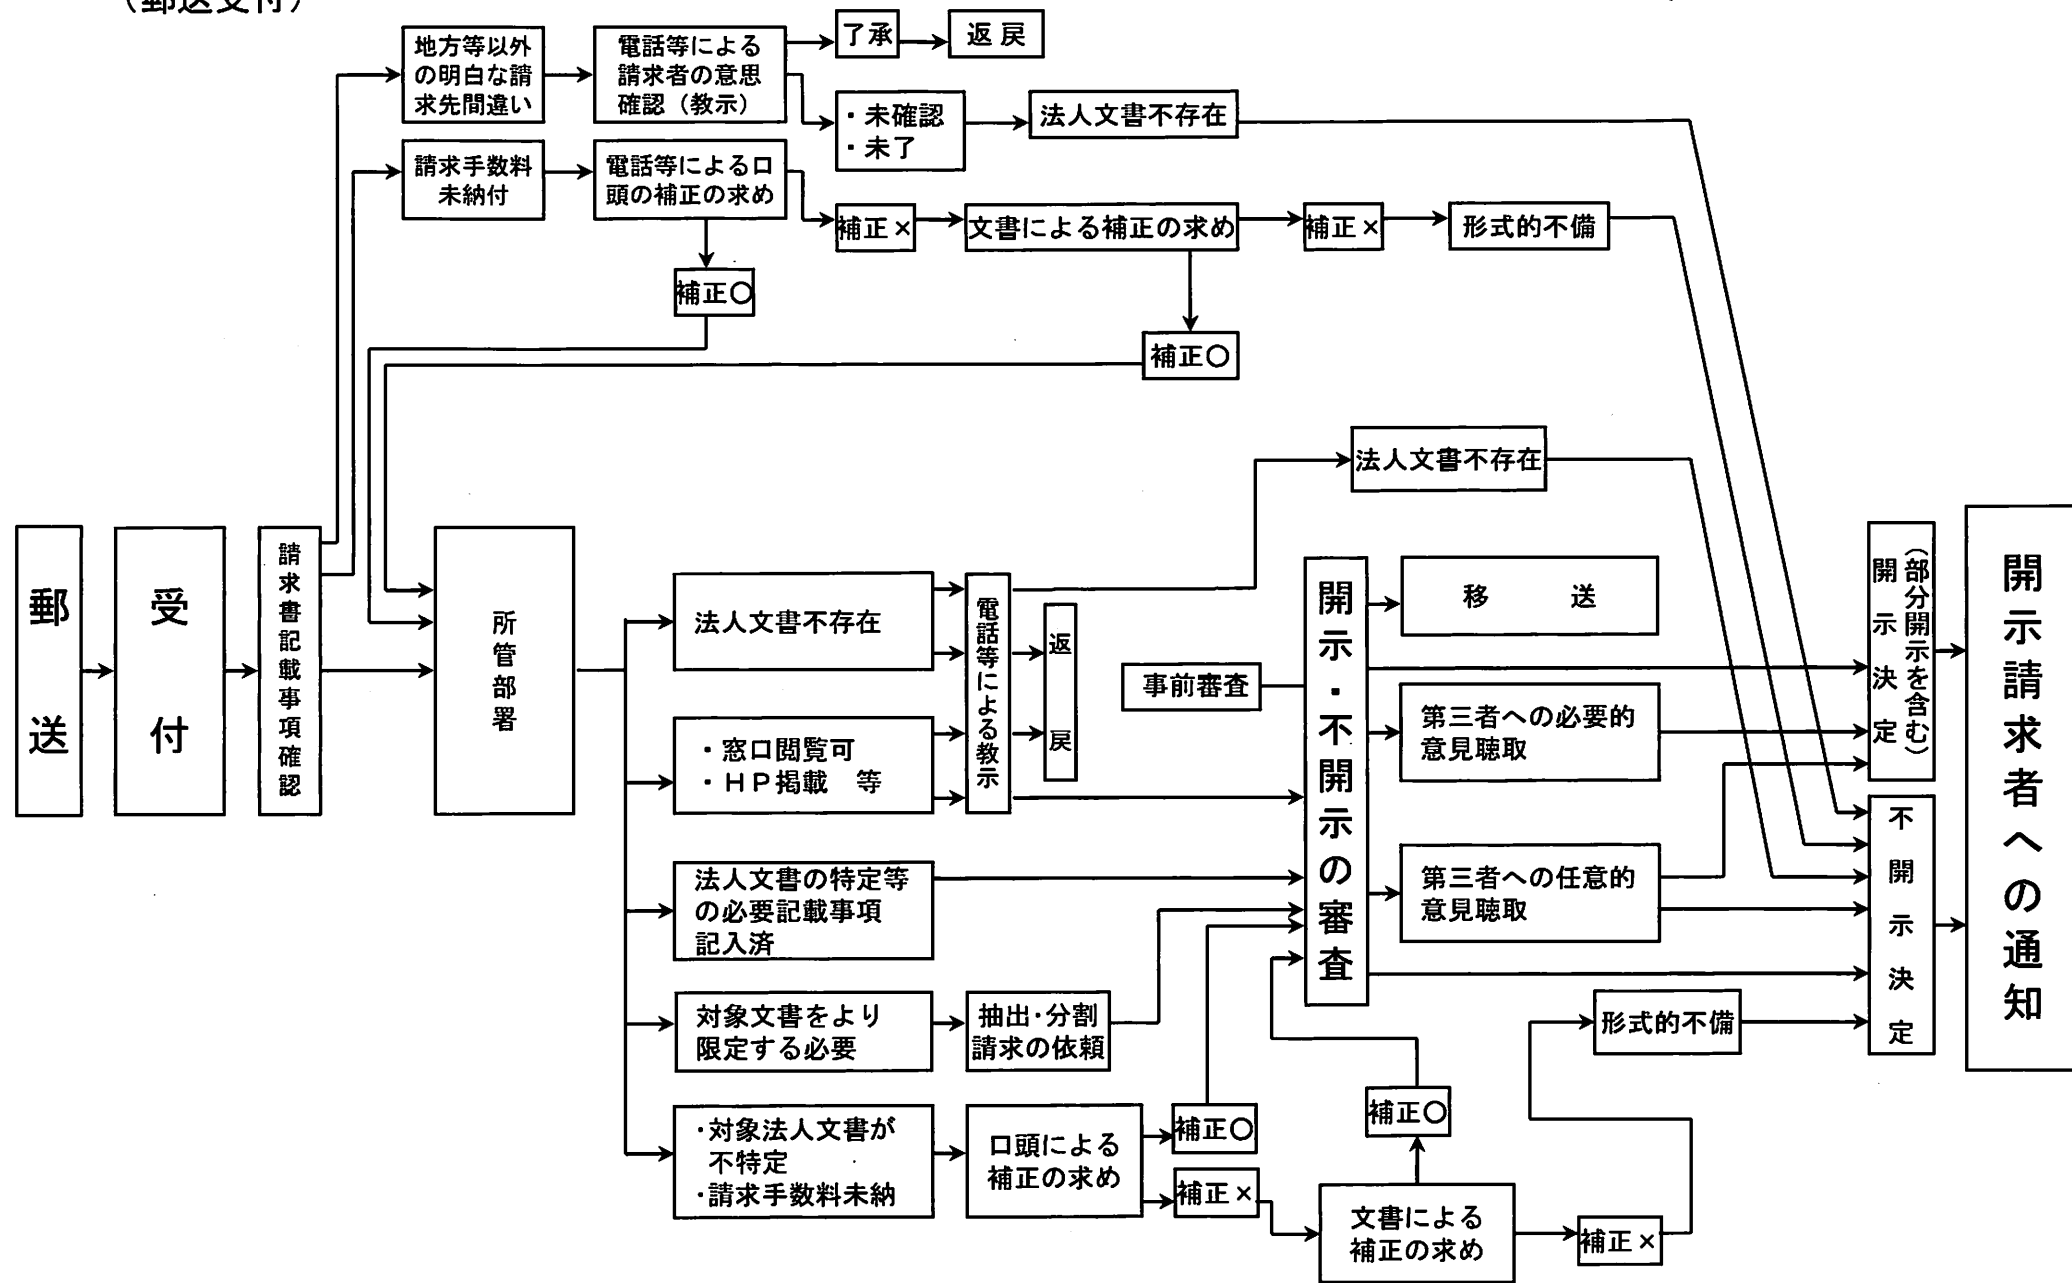 （郵送受付）
地方等以外
の明白な請
求先間違い
電話等による
請求者の意思
確認（教示）
了承
返戻
・未確認
・未了
法人文書不存在
請求手数料
未納付
電話等による口
頭の補正の求め
補正×
文書による補正の求め
補正×
形式的不備
補正〇
補正〇
法人文書不存在
郵送
受付
請求書記載事項確認
所管部署
法人文書不存在
・窓口閲覧可
・ＨＰ掲載　等
電話等による教示
返戻
法人文書の特定等
の必要記載事項
記入済
対象文書をより
限定する必要
抽出・分割
請求の依頼
・対象法人文書が
不特定
・請求手数料未納
口頭による
補正の求め
補正〇
補正×
事前審査
開示・不開示の審査
移　送
第三者への必要的
意見聴取
第三者への任意的
意見聴取
補正〇
文書による
補正の求め
補正×
形式的不備
開示決定
（部分開示を含む）
不開示決定
開示請求者への通知